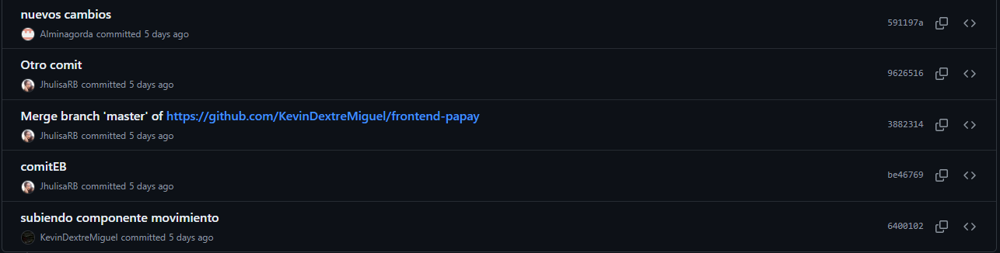 nuevos cambios
Alminagorda committed 5 days ago
591197a
Otro comit
JhulisaRB committed 5 days ago
9626516
Merge branch 'master' of https://github.com/KevinDextreMiguel/frontend-papay
JhulisaRB committed 5 days ago
3882314
comitEB
JhulisaRB committed 5 days ago
be46769
subiendo componente movimiento
KevinDextreMiguel committed 5 days ago
6400102